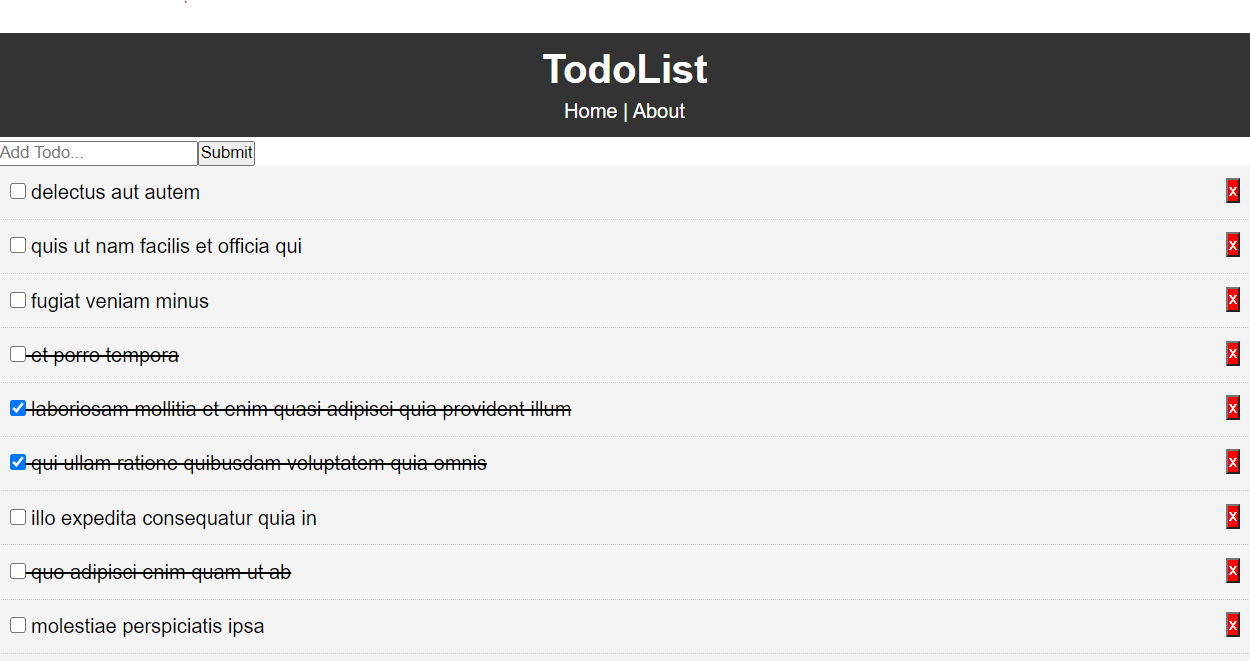 TodoList
Home | About
Add Todo...
Submit
delectus aut autem
x
quis ut nam facilis et officia qui
x
fugiat veniam minus
x
et porro tempora
x
laboriosam mollitia et enim quasi adipisci quia provident illum
x
qui ullam ratione quibusdam voluptatem quia omnis
x
illo expedita consequatur quia in
x
quo adipisci enim quam ut ab
x
molestiae perspiciatis ipsa
x